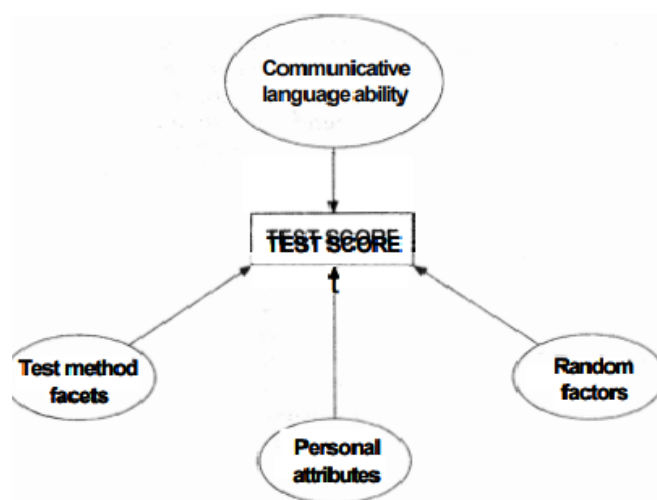 Communicative
language ability
TEST SCORE
t
Test method
facets
Random
factors
Personal
attributes